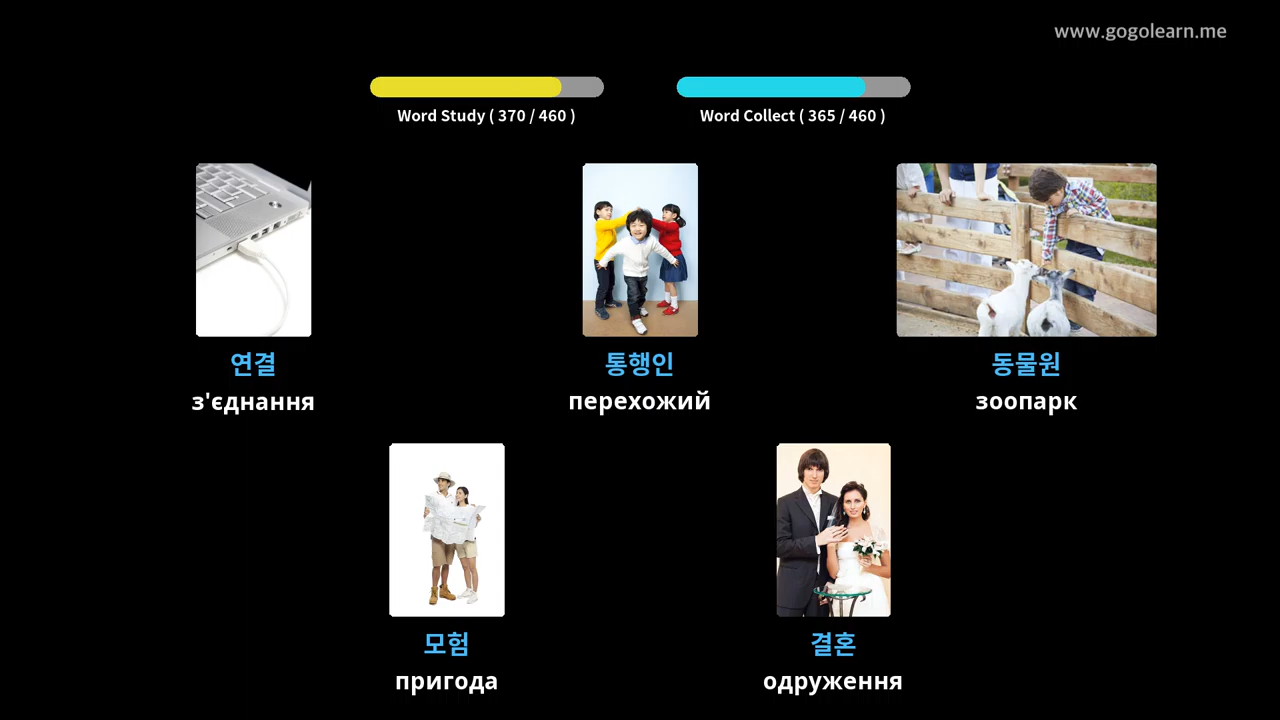 www.gogolearn.me
Word Study ( 370 / 460 )
Word Collect ( 365 / 460 )
연결
з'єднання
통행인
перехожий
동물원
зоопарк
모험
пригода
결혼
одруження